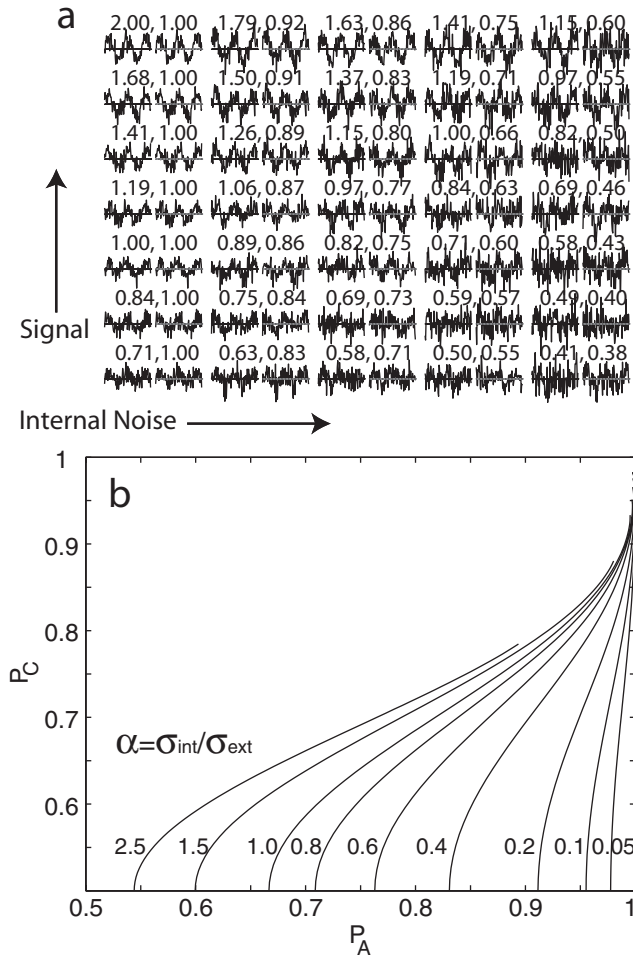 a
2.00, 1.00 1.79, 0.92 1.63, 0.86 1.41, 0.75 1.15, 0.60
1.68, 1.00 1.50, 0.91 1.37, 0.83 1.19, 0.71 0.97, 0.55
1.41, 1.00 1.26, 0.89 1.15, 0.80 1.00, 0.66 0.82, 0.50
1.19, 1.00 1.06, 0.87 0.97, 0.77 0.84, 0.63 0.69, 0.46
1.00, 1.00 0.89, 0.86 0.82, 0.75 0.71, 0.60 0.58, 0.43
0.84, 1.00 0.75, 0.84 0.69, 0.73 0.59, 0.57 0.49, 0.40
Signal
0.71, 1.00 0.63, 0.83 0.58, 0.71 0.50, 0.55 0.41, 0.38
Internal Noise
b
1
0.9
0.8
0.7
0.6
P_C
α=σint/σext
2.5 1.5 1.0 0.8 0.6 0.4 0.2 0.1 0.05
0.5 0.6 0.7 0.8 0.9 1
P_A